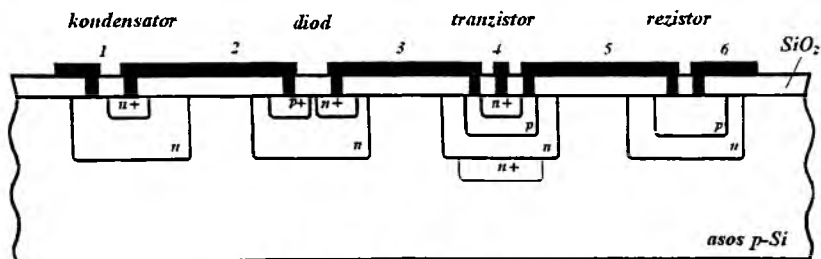 kondensator diod tranzistor rezistor
1 2 3 4 5 6 SiO₂
n+ p+ n+ n+
p p
n n n n
n+
asos p-Si